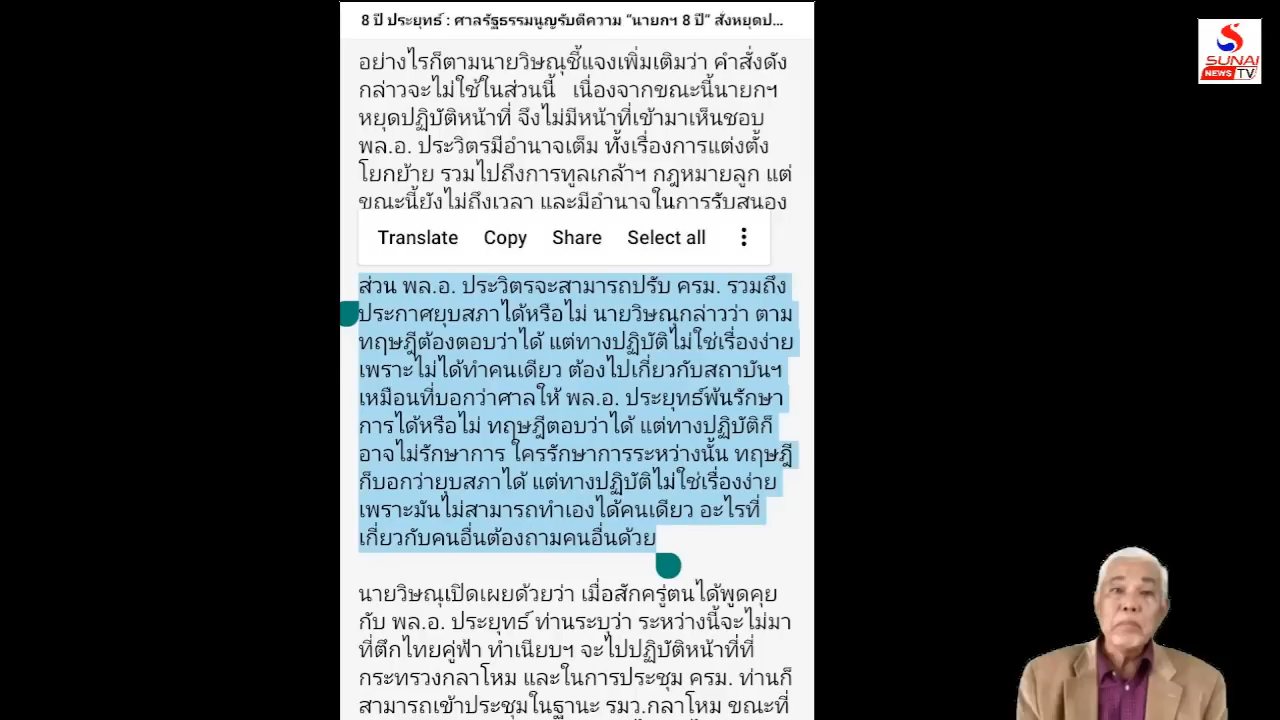 8 ปี ประยุทธ์ : ศาลรัฐธรรมนูญรับตีความ “นายกฯ 8 ปี” สั่งหยุดป...
SUNAI
NEWS TV
อย่างไรก็ตามนายวิษณุชี้แจงเพิ่มเติมว่า คำสั่งดัง
กล่าวจะไม่ใช้ในส่วนนี้ เนื่องจากขณะนี้นายกฯ
หยุดปฏิบัติหน้าที่ จึงไม่มีหน้าที่เข้ามาเห็นชอบ
พล.อ. ประวิตรมีอำนาจเต็ม ทั้งเรื่องการแต่งตั้ง
โยกย้าย รวมไปถึงการทูลเกล้าฯ กฎหมายลูก แต่
ขณะนี้ยังไม่ถึงเวลา และมีอำนาจในการรับสนอง
Translate Copy Share Select all
ส่วน พล.อ. ประวิตรจะสามารถปรับ ครม. รวมถึง
ประกาศยุบสภาได้หรือไม่ นายวิษณุกล่าวว่า ตาม
ทฤษฎีต้องตอบว่าได้ แต่ทางปฏิบัติไม่ใช่เรื่องง่าย
เพราะไม่ได้ทำคนเดียว ต้องไปเกี่ยวกับสถาบันฯ
เหมือนที่บอกว่าศาลให้ พล.อ. ประยุทธ์พ้นรักษา
การได้หรือไม่ ทฤษฎีตอบว่าได้ แต่ทางปฏิบัติก็
อาจไม่รักษาการ ใครรักษาการระหว่างนั้น ทฤษฎี
ก็บอกว่ายุบสภาได้ แต่ทางปฏิบัติไม่ใช่เรื่องง่าย
เพราะมันไม่สามารถทำเองได้คนเดียว อะไรที่
เกี่ยวกับคนอื่นต้องถามคนอื่นด้วย
นายวิษณุเปิดเผยด้วยว่า เมื่อสักครู่ตนได้พูดคุย
กับ พล.อ. ประยุทธ์ ท่านระบุว่า ระหว่างนี้จะไม่มา
ที่ตึกไทยคู่ฟ้า ทำเนียบฯ จะไปปฏิบัติหน้าที่ที่
กระทรวงกลาโหม และในการประชุม ครม. ท่านก็
สามารถเข้าประชุมในฐานะ รมว.กลาโหม ขณะที่